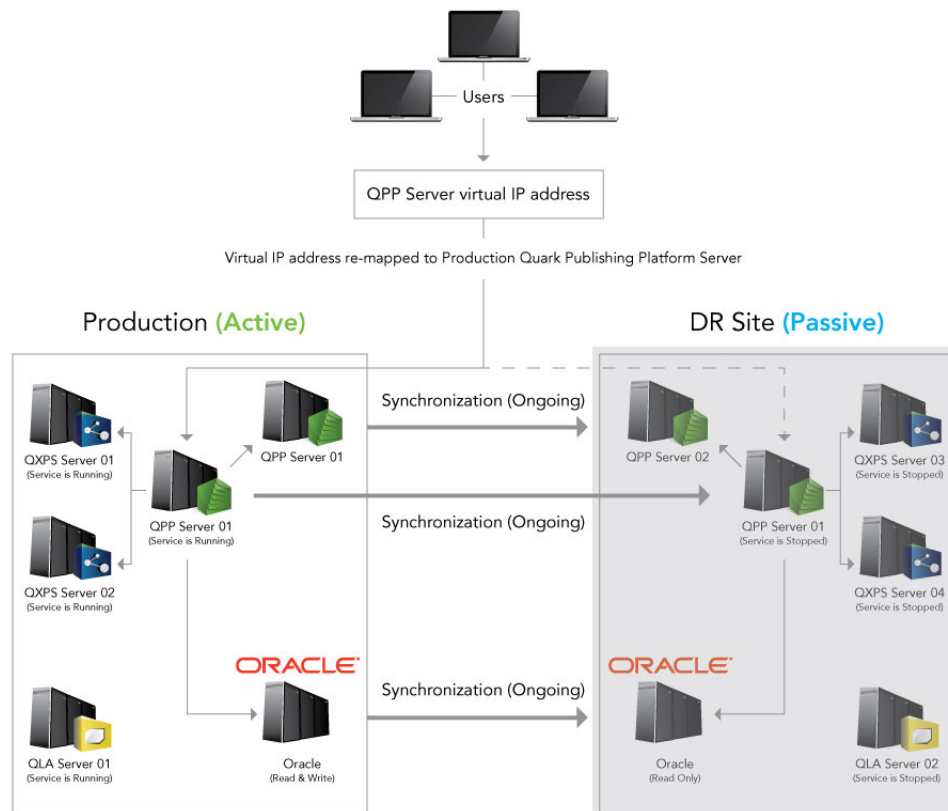 Users
QPP Server virtual IP address
Virtual IP address re-mapped to Production Quark Publishing Platform Server
Production (Active)
DR Site (Passive)
QXPS Server 01
(Service is Running)
QPP Server 01
QPP Server 01
(Service is Running)
QXPS Server 02
(Service is Running)
ORACLE
Oracle
(Read & Write)
QLA Server 01
(Service is Running)
Synchronization (Ongoing)
Synchronization (Ongoing)
Synchronization (Ongoing)
QPP Server 02
QXPS Server 03
(Service is Stopped)
QPP Server 01
(Service is Stopped)
QXPS Server 04
(Service is Stopped)
ORACLE
Oracle
(Read Only)
QLA Server 02
(Service is Stopped)